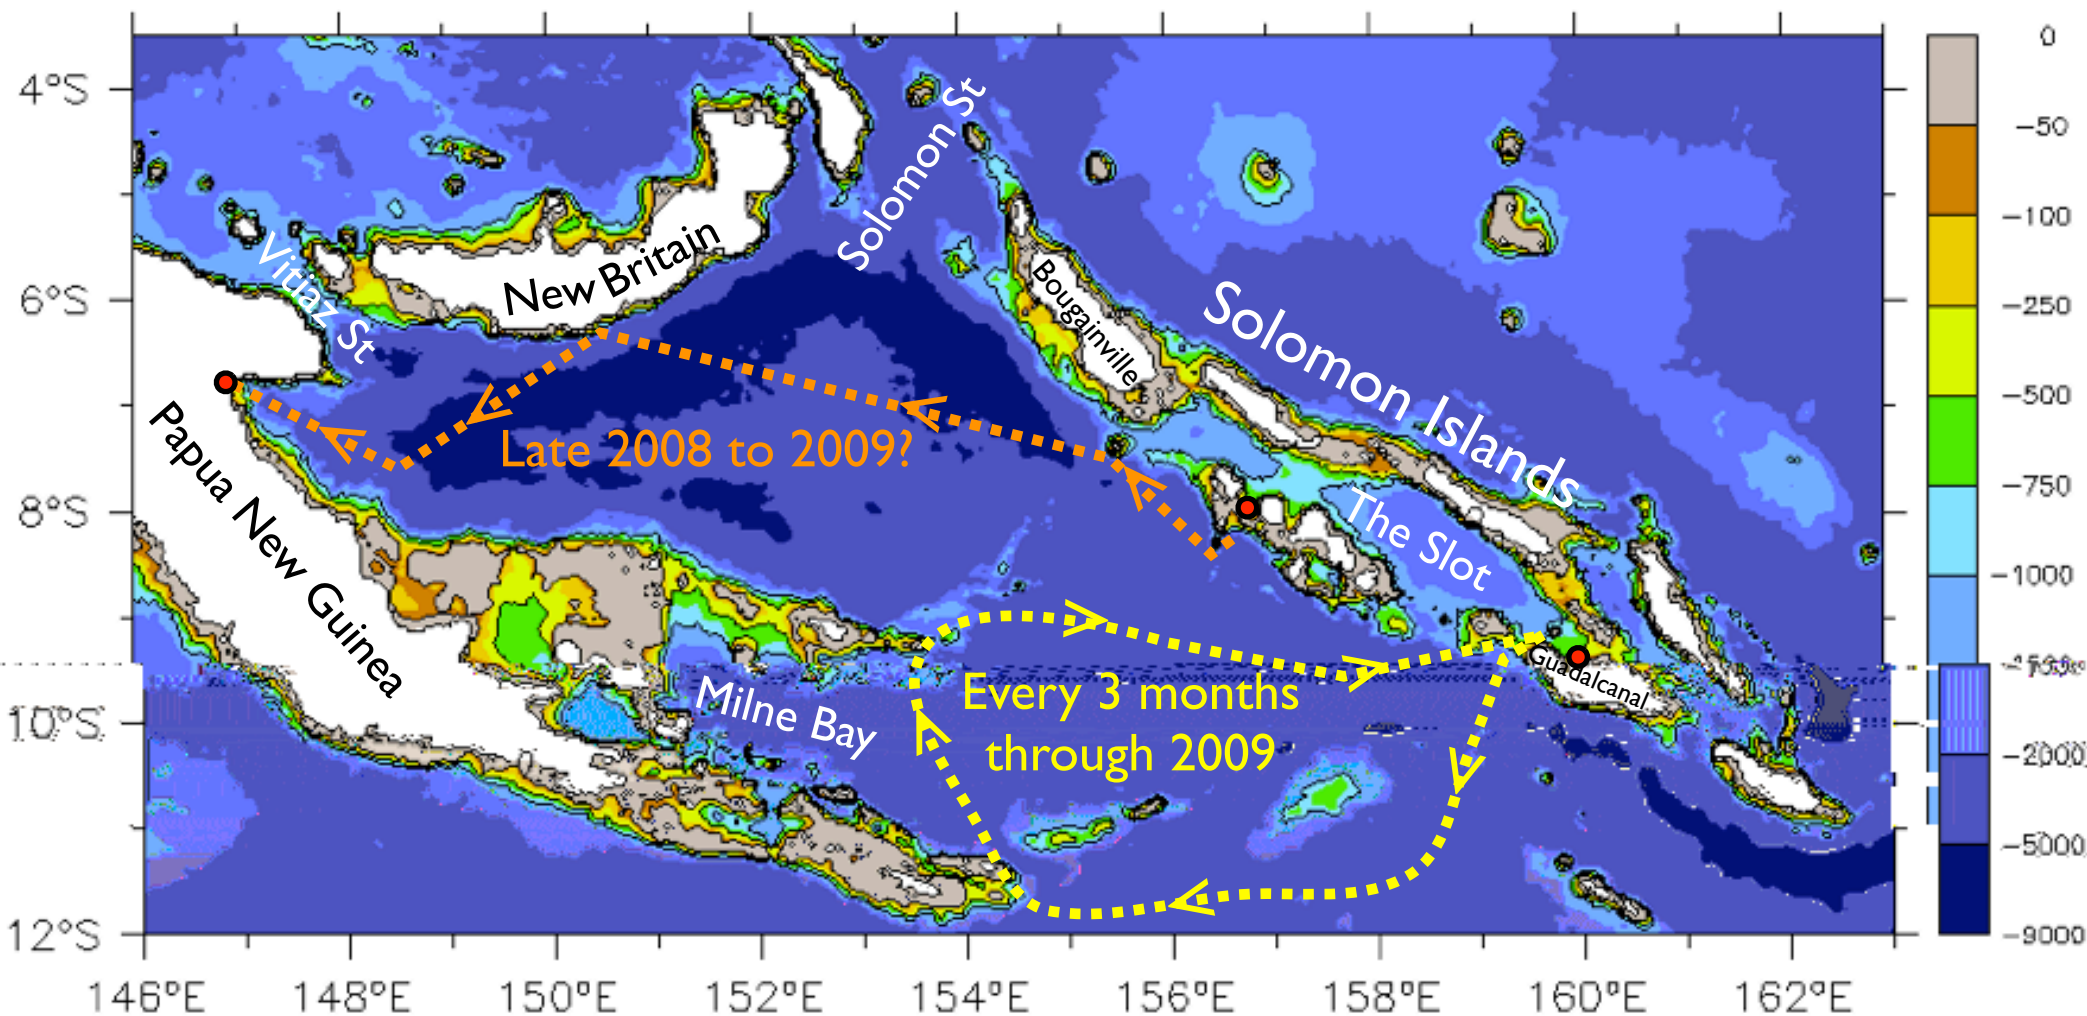 4°S
6°S
8°S
10°S
12°S
146°E
148°E
150°E
152°E
154°E
156°E
158°E
160°E
162°E
0
−50
−100
−250
−500
−750
−1000
−2000
−5000
−9000
Solomon St
Vitiaz St
New Britain
Bougainville
Solomon Islands
The Slot
Late 2008 to 2009?
Papua New Guinea
Guadalcanal
Milne Bay
Every 3 months
through 2009